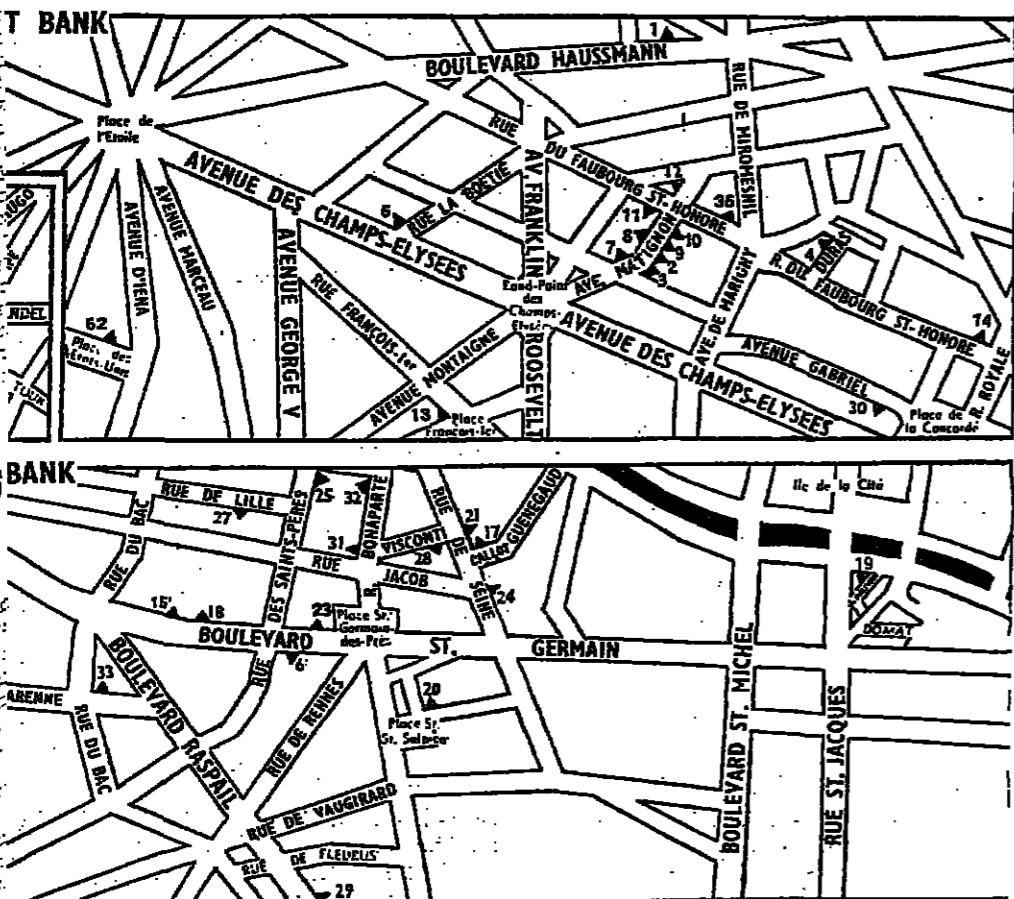 T BANK
1
BOULEVARD HAUSSMANN
RUE DE MIROMESNIL
Place de
l'Etoile
RUE
DU FAUBOURG ST-HONORE
AV. FRANKLIN ROOSEVELT
AVENUE DES CHAMPS-ELYSEES
RUE LA BOETIE
6
12
36
11
8
10
7
9
2
3
AVE. MATIGNON
4
DURAS
R. DU FAUBOURG ST-HONORE
14
AVENUE D'IENA
AVENUE MARCEAU
AVENUE GEORGE V
RUE FRANCOIS-Ier
Rond-Point
des
Champs-
AVENUE DES CHAMPS-ELYSEES
AVE. DE MARIGNY
AVENUE GABRIEL
AVENUE MONTAIGNE
62
Place des
13
Place
Francois-Ier
30
Place de
la Concorde
R. ROYALE
TOUR
BANK
RUE DE LILLE
27
RUE DU BAC
DES SAINTS-PERES
25
32
BONAPARTE
31
RUE
VISCONTI
28
JACOB
R.
RUE DE
SEINE
21
17
CALLOT
GUENEGAUD
24
Ile de la Cité
19
DOMAT
15
18
23
Place St.
Germain
des-Prés
BOULEVARD ST. GERMAIN
6
RUE
33
ARENNE
RUE DU BAC
BOULEVARD RASPAIL
RUE DE RENNES
20
Place St.
BOULEVARD ST. MICHEL
RUE ST. JACQUES
RUE DE VAUGIRARD
RUE DE FLEURUS
29